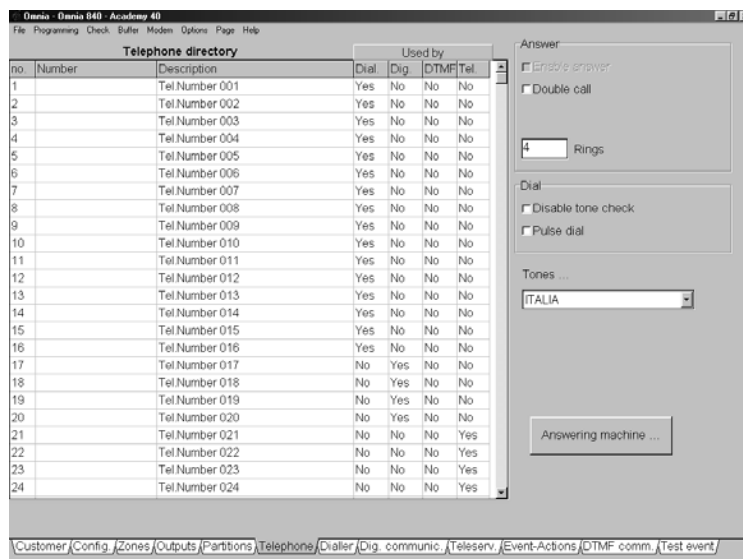 Omnia - Omnia 840 - Academy 40
File Programming Check Buffer Modem Options Page Help
Telephone directory Used by
no. Number Description Dial. Dig. DTMF Tel.
1 Tel.Number 001 Yes No No No
2 Tel.Number 002 Yes No No No
3 Tel.Number 003 Yes No No No
4 Tel.Number 004 Yes No No No
5 Tel.Number 005 Yes No No No
6 Tel.Number 006 Yes No No No
7 Tel.Number 007 Yes No No No
8 Tel.Number 008 Yes No No No
9 Tel.Number 009 Yes No No No
10 Tel.Number 010 Yes No No No
11 Tel.Number 011 Yes No No No
12 Tel.Number 012 Yes No No No
13 Tel.Number 013 Yes No No No
14 Tel.Number 014 Yes No No No
15 Tel.Number 015 Yes No No No
16 Tel.Number 016 Yes No No No
17 Tel.Number 017 No Yes No No
18 Tel.Number 018 No Yes No No
19 Tel.Number 019 No Yes No No
20 Tel.Number 020 No Yes No No
21 Tel.Number 021 No No No Yes
22 Tel.Number 022 No No No Yes
23 Tel.Number 023 No No No Yes
24 Tel.Number 024 No No No Yes
Answer
Enable answer
Double call
4 Rings
Dial
Disable tone check
Pulse dial
Tones ...
ITALIA
Answering machine ...
Customer Config. Zones Outputs Partitions Telephone Dialler Dig. communic. Teleserv. Event-Actions DTMF comm. Test event